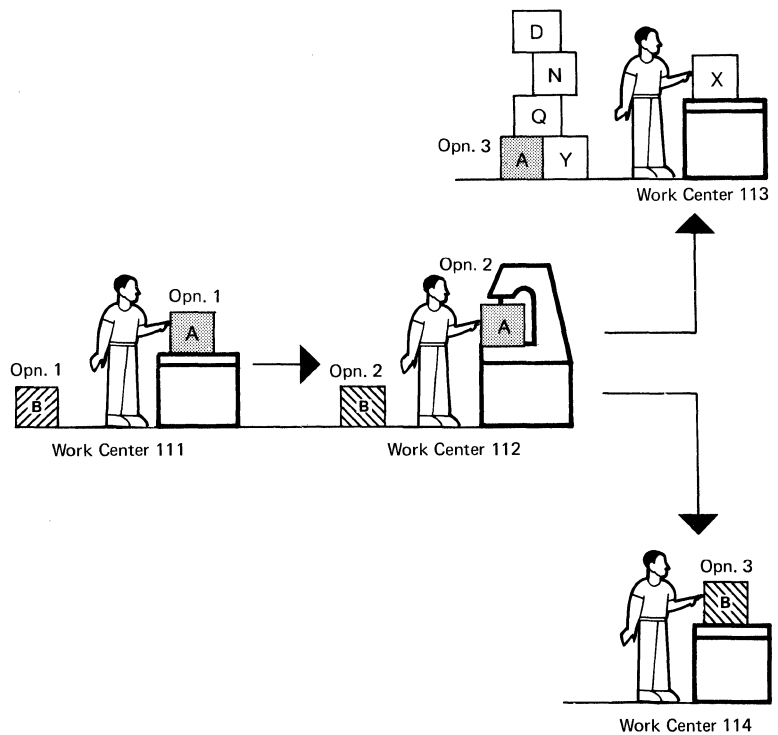 D
N
Q
Opn. 3
A
Y
X
Work Center 113
Opn. 1
A
Opn. 1
B
Work Center 111
Opn. 2
A
Opn. 2
B
Work Center 112
Opn. 3
B
Work Center 114